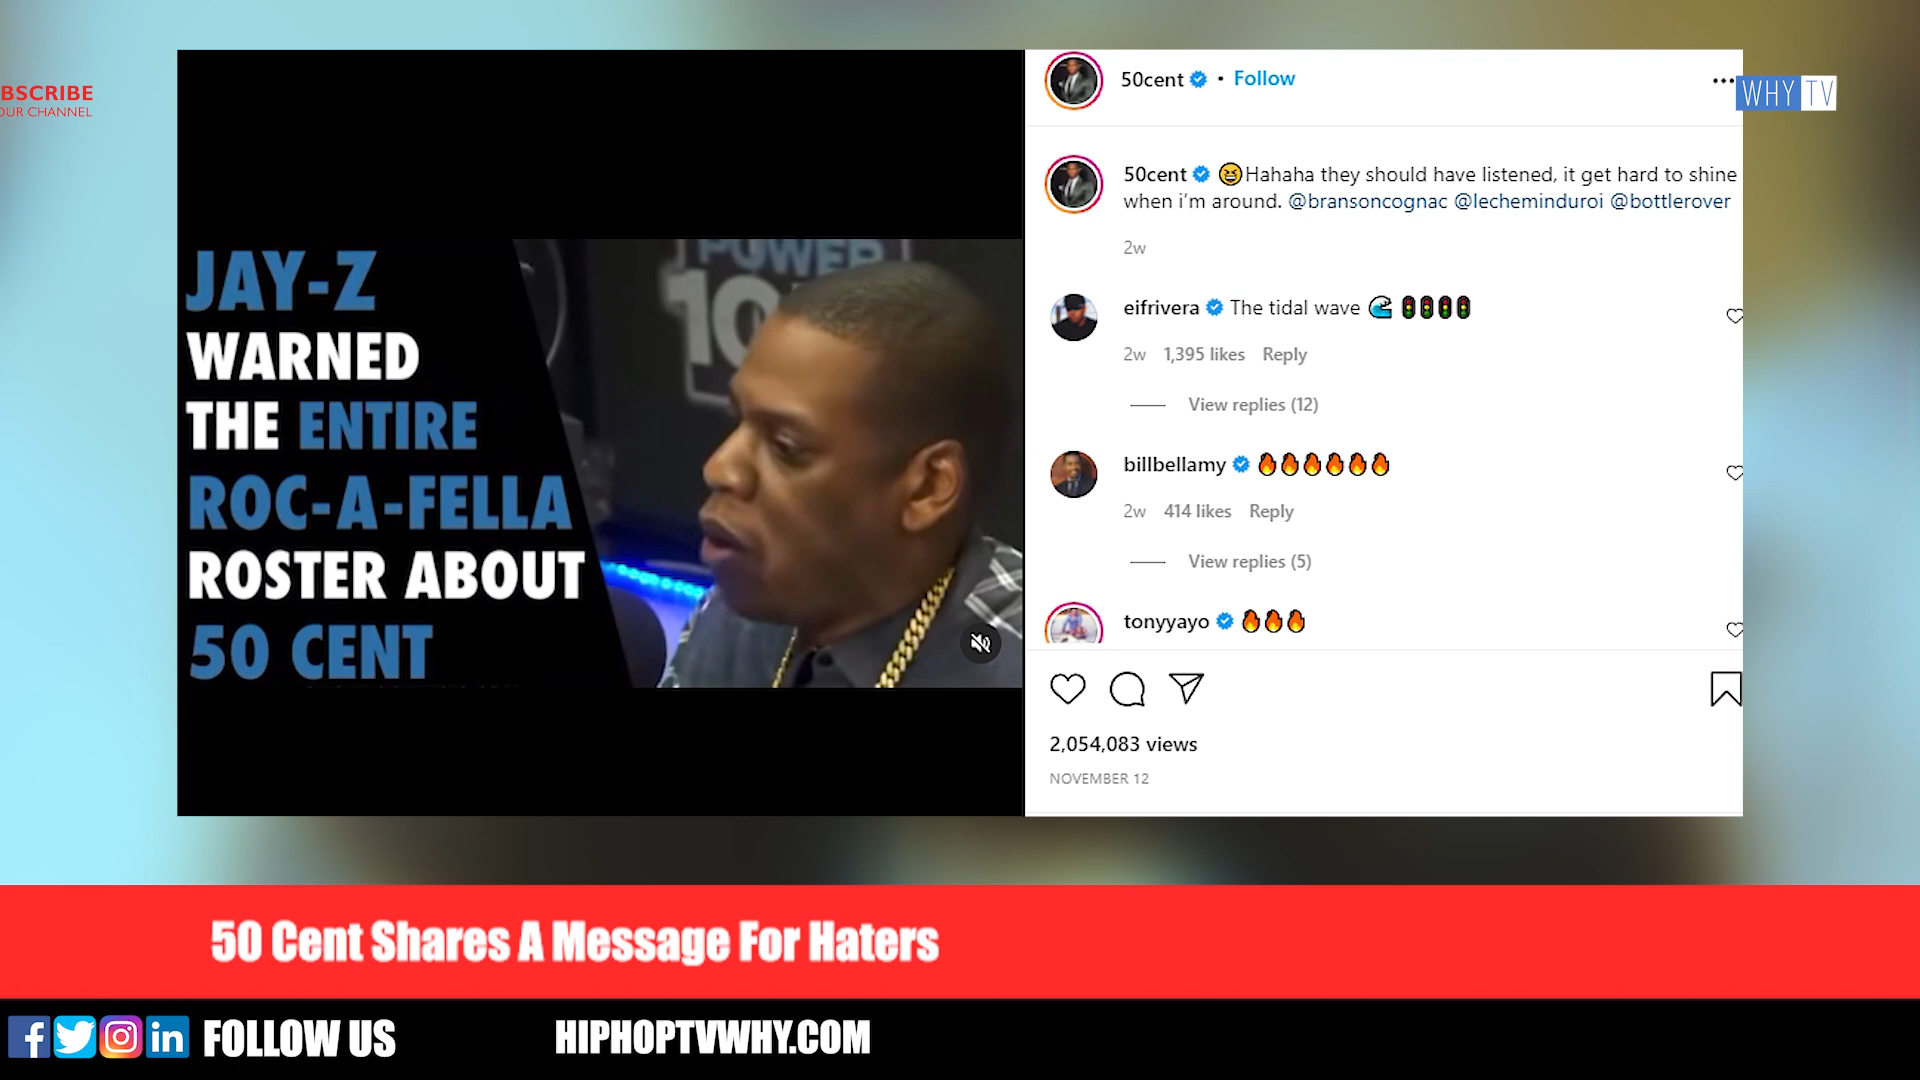 BSCRIBE
OUR CHANNEL
JAY-Z
WARNED
THE ENTIRE
ROC-A-FELLA
ROSTER ABOUT
50 CENT
POWER
10
50cent • Follow
WHY TV
50cent 😆Hahaha they should have listened, it get hard to shine
when i'm around. @bransoncognac @lecheminduroi @bottlerover
2w
eifrivera The tidal wave 🌊 🚦🚦🚦🚦
2w 1,395 likes Reply
View replies (12)
billbellamy 🔥🔥🔥🔥🔥🔥
2w 414 likes Reply
View replies (5)
tonyyayo 🔥🔥🔥
2,054,083 views
NOVEMBER 12
50 Cent Shares A Message For Haters
FOLLOW US
HIPHOPTVWHY.COM